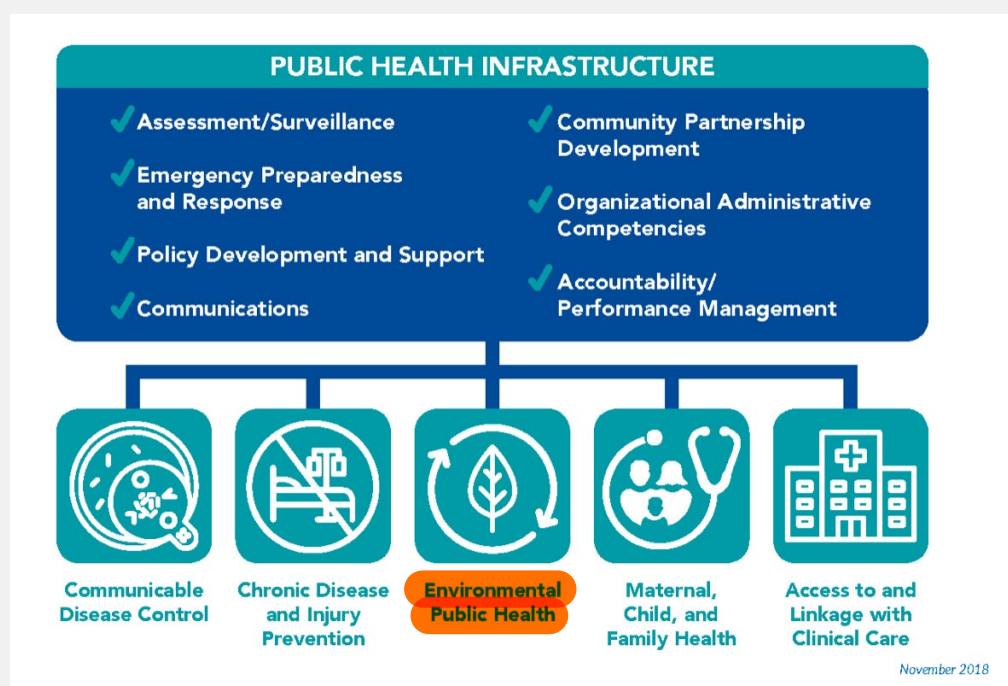 PUBLIC HEALTH INFRASTRUCTURE
Assessment/Surveillance
Emergency Preparedness
and Response
Policy Development and Support
Communications
Community Partnership
Development
Organizational Administrative
Competencies
Accountability/
Performance Management
Communicable
Disease Control
Chronic Disease
and Injury
Prevention
Environmental
Public Health
Maternal,
Child, and
Family Health
Access to and
Linkage with
Clinical Care
November 2018